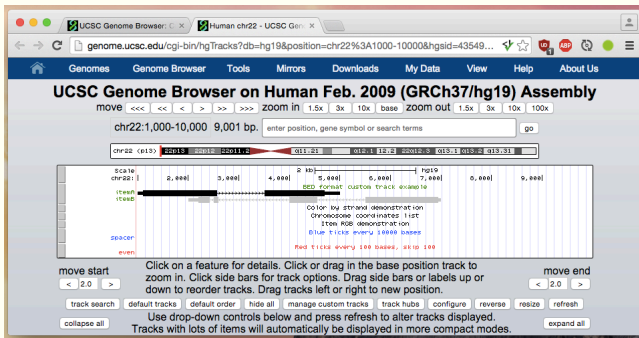 UCSC Genome Browser: D
Human chr22 - UCSC Gen
genome.ucsc.edu/cgi-bin/hgTracks?db=hg19&position=chr22%3A1000-10000&hgsid=43549...
Genomes Genome Browser Tools Mirrors Downloads My Data View Help About Us
UCSC Genome Browser on Human Feb. 2009 (GRCh37/hg19) Assembly
move <<< << < > >> >>> zoom in 1.5x 3x 10x base zoom out 1.5x 3x 10x 100x
chr22:1,000-10,000 9,001 bp. enter position, gene symbol or search terms go
chr22 (p13) 22p13 22p12 22p11.2 q11.21 q12.1 12.2 22q12.3 q13.1 q13.2 q13.31
Scale 2 kb hg19
chr22: 2,000 3,000 4,000 5,000 6,000 7,000 8,000 9,000
BED format custom track example
itemA
itemB
Color by strand demonstration
Chromosome coordinates list
Item RGB demonstration
Blue ticks every 10000 bases
spacer
Red ticks every 100 bases, skip 100
even
move start
< 2.0 >
Click on a feature for details. Click or drag in the base position track to
zoom in. Click side bars for track options. Drag side bars or labels up or
down to reorder tracks. Drag tracks left or right to new position.
move end
< 2.0 >
track search default tracks default order hide all manage custom tracks track hubs configure reverse resize refresh
collapse all
Use drop-down controls below and press refresh to alter tracks displayed.
Tracks with lots of items will automatically be displayed in more compact modes.
expand all